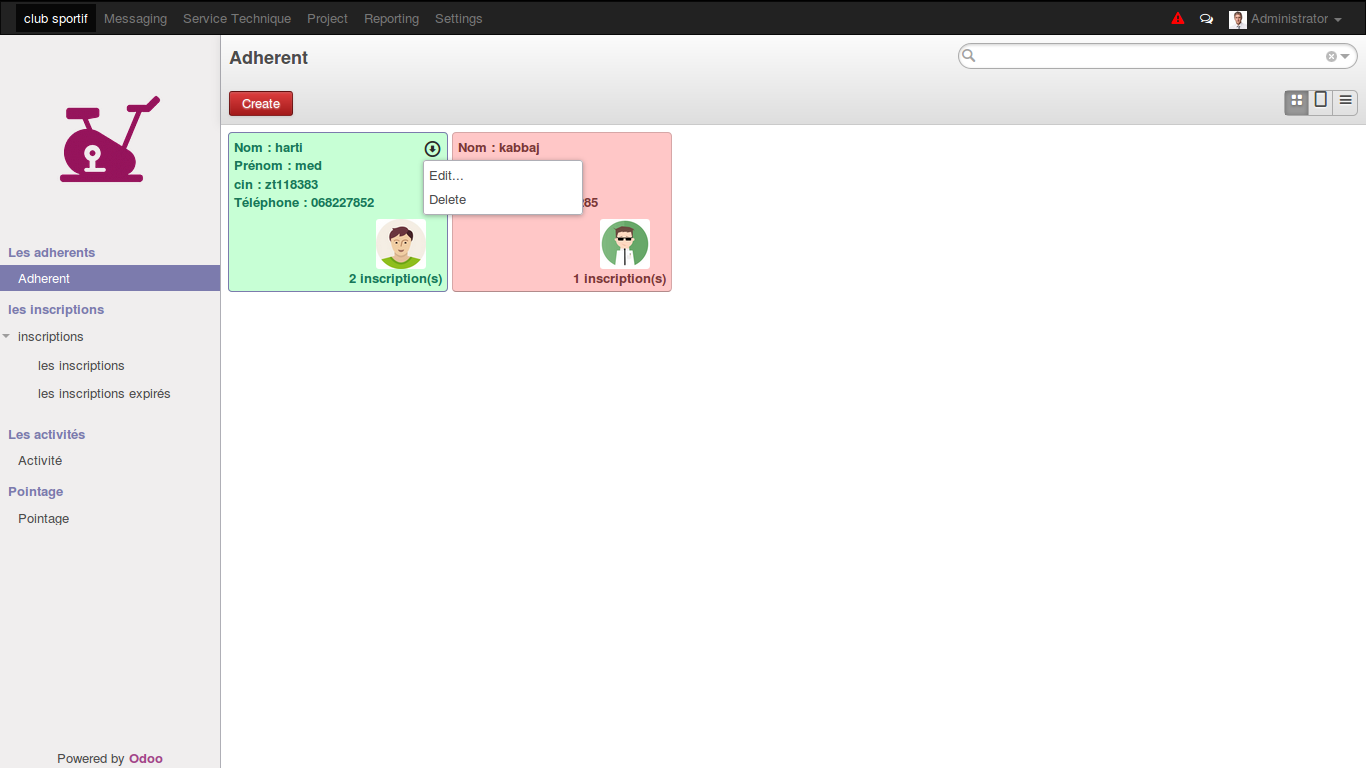 club sportif Messaging Service Technique Project Reporting Settings Administrator
Adherent
Create
Nom : harti
Prénom : med
cin : zt118383
Téléphone : 068227852
2 inscription(s)
Edit...
Delete
Nom : kabbaj
285
1 inscription(s)
Les adherents
Adherent
les inscriptions
inscriptions
les inscriptions
les inscriptions expirés
Les activités
Activité
Pointage
Pointage
Powered by Odoo